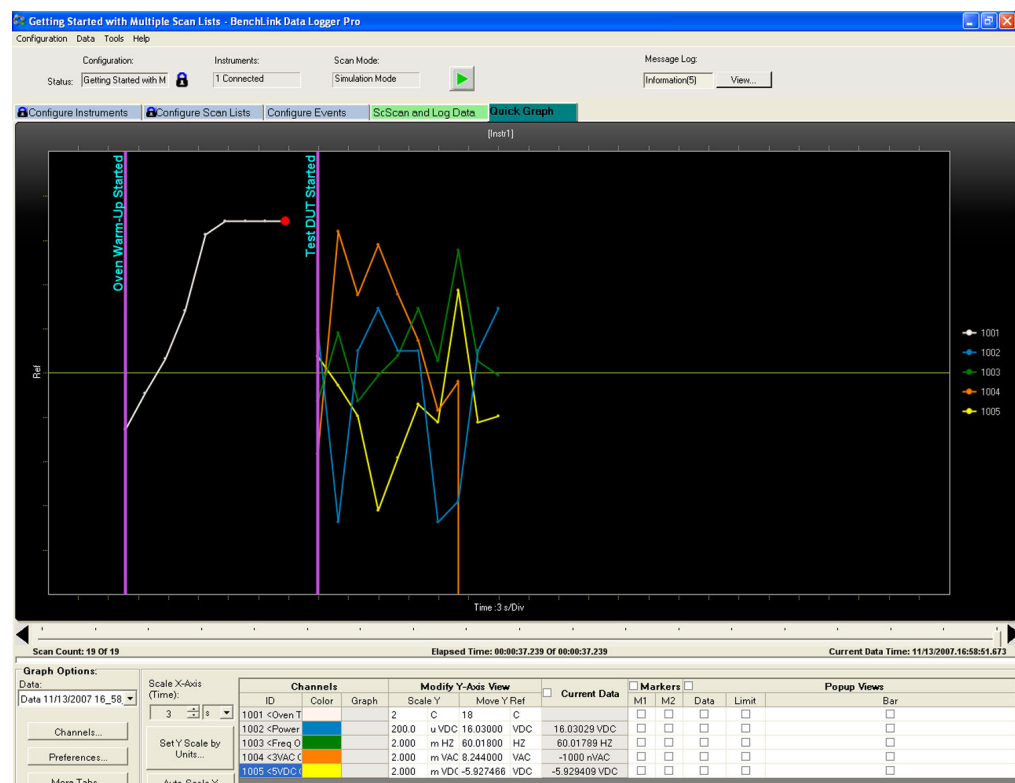 Getting Started with Multiple Scan Lists - BenchLink Data Logger Pro
Configuration Data Tools Help
Configuration: Instruments: Scan Mode: Message Log:
Status: Getting Started with M 1 Connected Simulation Mode Information(5) View...
Configure Instruments Configure Scan Lists Configure Events ScScan and Log Data Quick Graph
[Instr1]
Oven Warm-Up Started
Test DUT Started
Ref
1001
1002
1003
1004
1005
Time :3 s/Div
Scan Count: 19 Of 19 Elapsed Time: 00:00:37.239 Of 00:00:37.239 Current Data Time: 11/13/2007.16:58:51.673
Graph Options:
Data:
Data 11/13/2007 16_58_
Channels...
Preferences...
More Tabs
Scale X-Axis
(Time):
3 s
Set Y Scale by
Units...
Auto Scale Y
Channels Modify Y-Axis View Current Data Markers Popup Views
ID Color Graph Scale Y Move Y Ref M1 M2 Data Limit Bar
1001 <Oven T 2 C 18 C
1002 <Power 200.0 u VDC 16.03000 VDC 16.03029 VDC
1003 <Freq O 2.000 m HZ 60.01800 HZ 60.01789 HZ
1004 <3VAC O 2.000 m VAC 8.244000 VAC -1000 nVAC
1005 <5VDC 2.000 m VDC -5.927466 VDC -5.929409 VDC